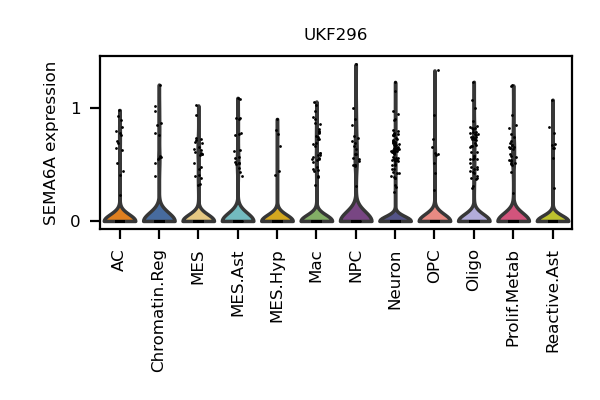 UKF296
SEMA6A expression
1
0
AC
Chromatin.Reg
MES
MES.Ast
MES.Hyp
Mac
NPC
Neuron
OPC
Oligo
Prolif.Metab
Reactive.Ast